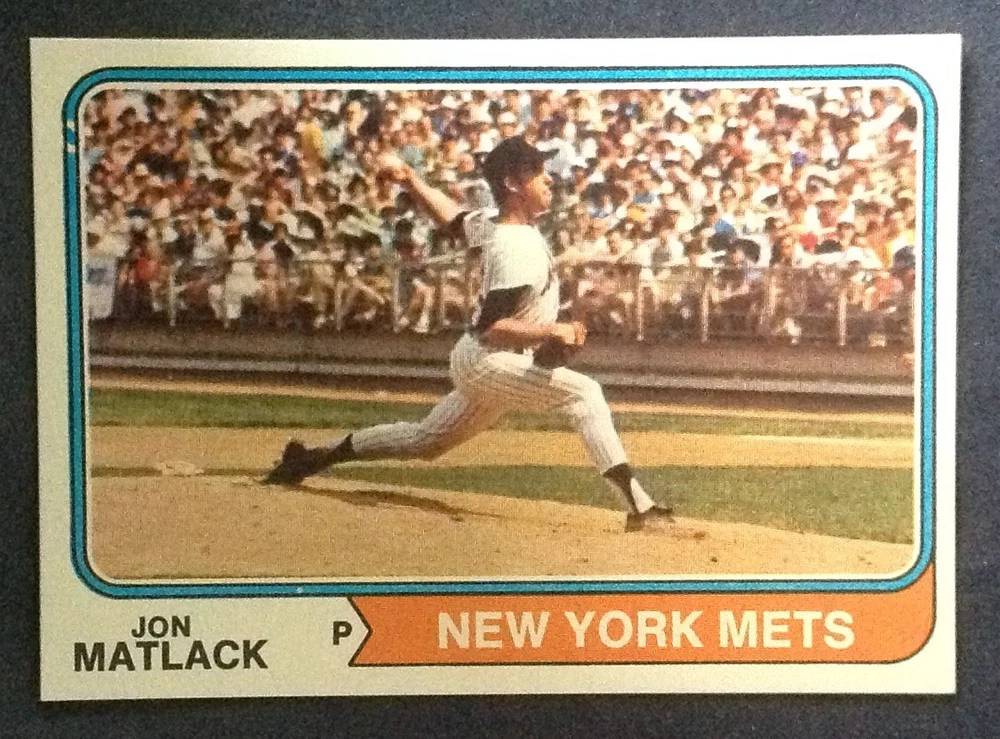 JON
MATLACK
P
NEW YORK METS